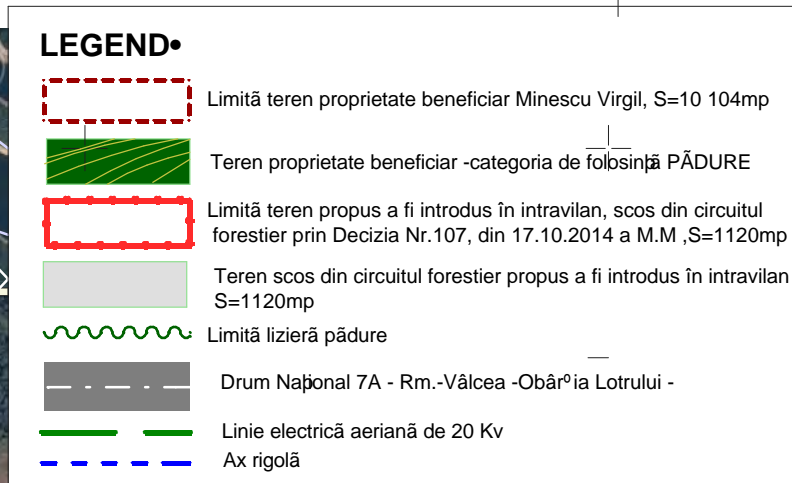 LEGEND•
Limitã teren proprietate beneficiar Minescu Virgil, S=10 104mp
Teren proprietate beneficiar -categoria de folosinþã PÃDURE
Limitã teren propus a fi introdus în intravilan, scos din circuitul
forestier prin Decizia Nr.107, din 17.10.2014 a M.M ,S=1120mp
Teren scos din circuitul forestier propus a fi introdus în intravilan
S=1120mp
Limitã lizierã pãdure
Drum Naþional 7A - Rm.-Vâlcea -Obârºia Lotrului -
Linie electricã aerianã de 20 Kv
Ax rigolã